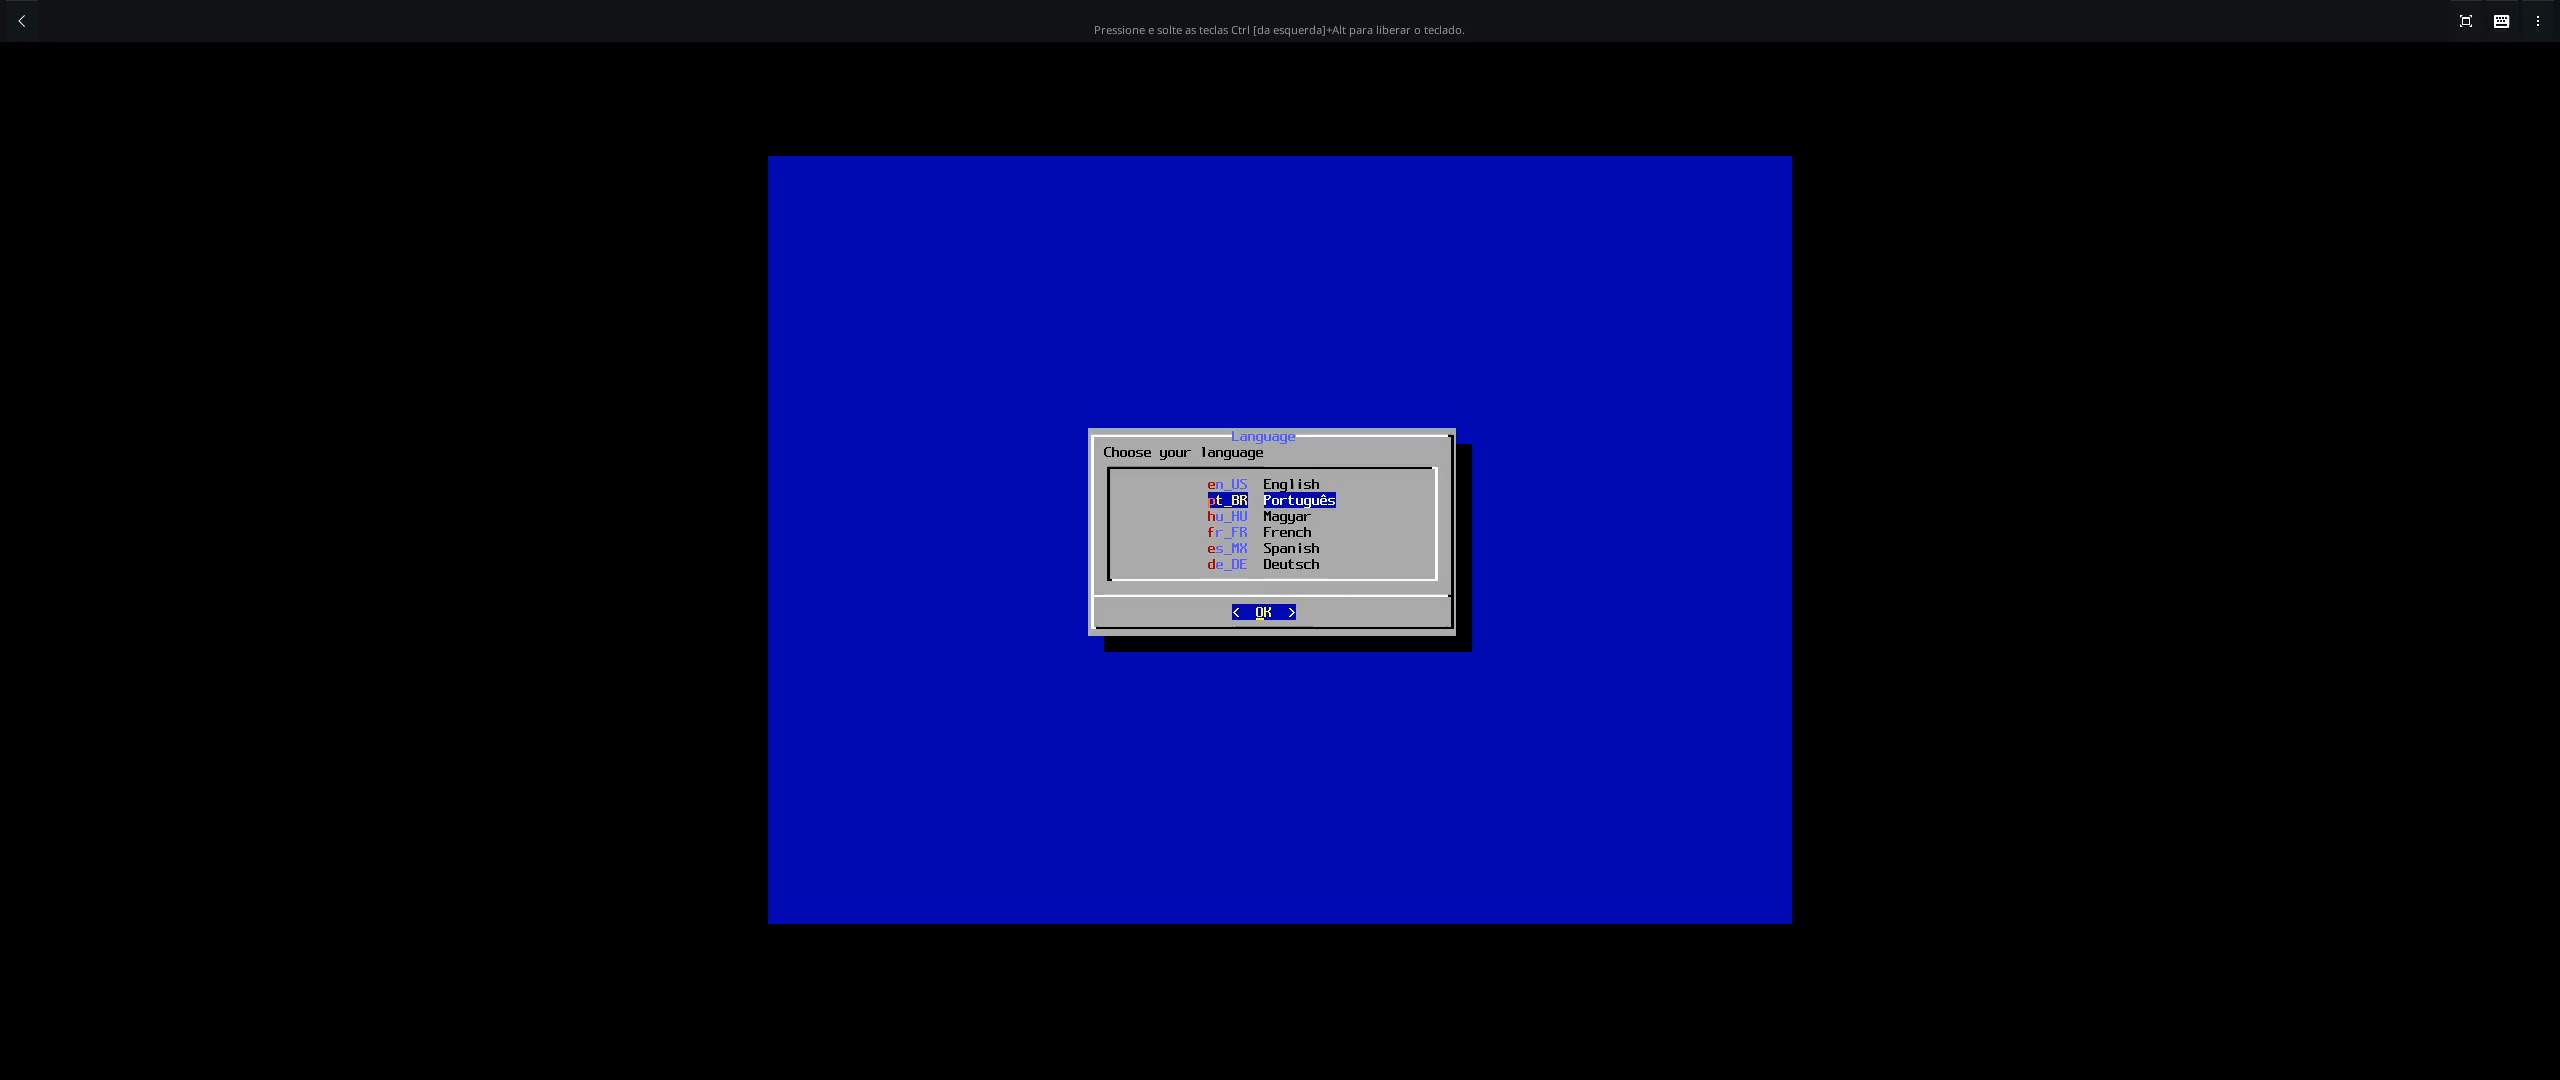 Pressione e solte as teclas Ctrl [da esquerda]+Alt para liberar o teclado.
Language
Choose your language
en_US English
pt_BR Português
hu_HU Magyar
fr_FR French
es_MX Spanish
de_DE Deutsch
< OK >